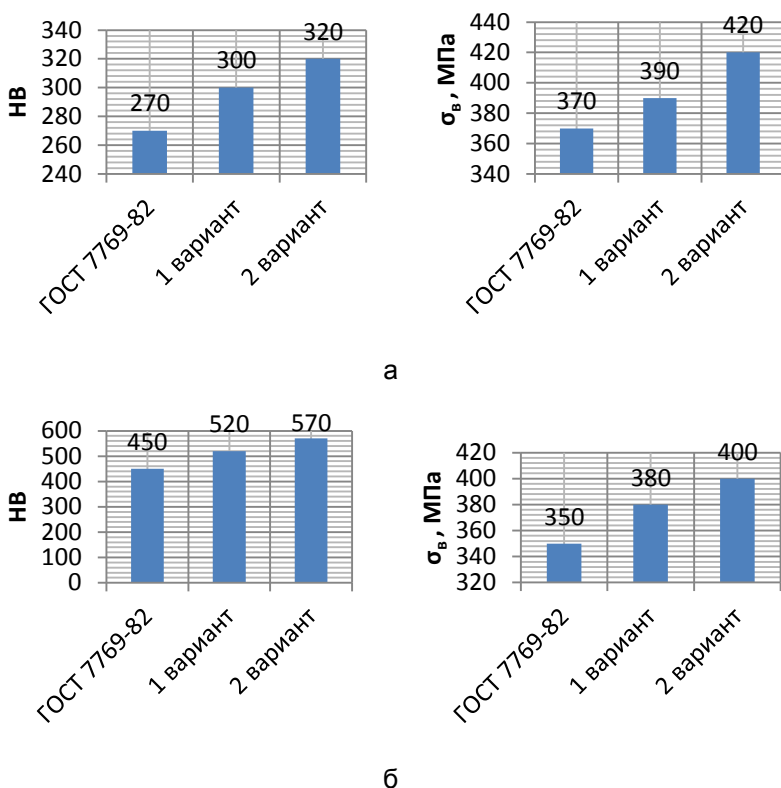 340
320
300
280
260
240
НВ
270
300
320
ГОСТ 7769-82
1 вариант
2 вариант
440
420
400
380
360
340
σв, МПа
370
390
420
ГОСТ 7769-82
1 вариант
2 вариант
а
600
500
400
300
200
100
0
НВ
450
520
570
ГОСТ 7769-82
1 вариант
2 вариант
420
400
380
360
340
320
σв, МПа
350
380
400
ГОСТ 7769-82
1 вариант
2 вариант
б